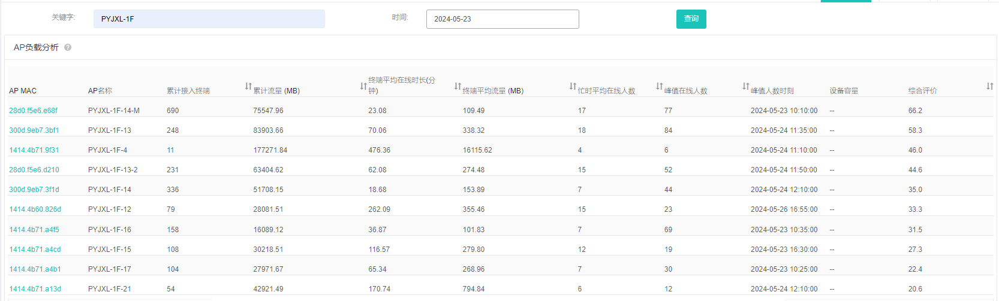 关键字: PYJXL-1F 时间: 2024-05-23 查询
AP负载分析
AP MAC AP名称 累计接入终端 累计流量 (MB) 终端平均在线时长(分钟) 终端平均流量 (MB) 忙时平均在线人数 峰值在线人数 峰值人数时刻 设备容量 综合评价
28d0.f5e6.e68f PYJXL-1F-14-M 690 75547.96 23.08 109.49 17 77 2024-05-23 10:10:00 -- 66.2
300d.9eb7.3bf1 PYJXL-1F-13 248 83903.66 70.06 338.32 18 84 2024-05-24 11:35:00 -- 58.3
1414.4b71.9f31 PYJXL-1F-4 11 177271.84 476.36 16115.62 4 6 2024-05-24 11:10:00 -- 46.0
28d0.f5e6.d210 PYJXL-1F-13-2 231 63404.62 62.08 274.48 15 52 2024-05-24 11:50:00 -- 44.6
300d.9eb7.3f1d PYJXL-1F-14 336 51708.15 18.68 153.89 7 44 2024-05-24 12:10:00 -- 35.0
1414.4b60.826d PYJXL-1F-12 79 28081.51 262.09 355.46 15 23 2024-05-26 16:55:00 -- 33.3
1414.4b71.a4f5 PYJXL-1F-16 158 16089.12 36.87 101.83 7 69 2024-05-23 10:35:00 -- 31.5
1414.4b71.a4cd PYJXL-1F-15 108 30218.51 116.57 279.80 12 19 2024-05-23 16:30:00 -- 27.3
1414.4b71.a4b1 PYJXL-1F-17 104 27971.67 65.34 268.96 7 30 2024-05-23 10:25:00 -- 22.4
1414.4b71.a13d PYJXL-1F-21 54 42921.49 170.74 794.84 6 12 2024-05-24 12:10:00 -- 20.6